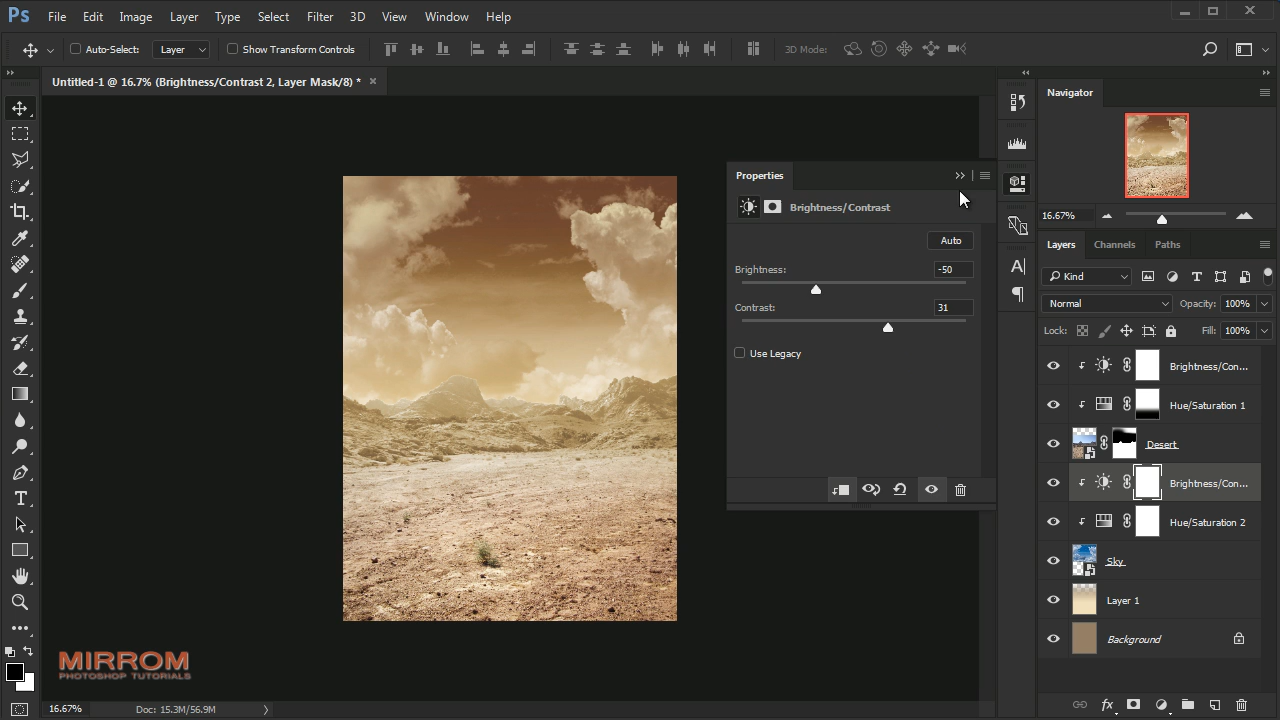 Ps File Edit Image Layer Type Select Filter 3D View Window Help
Auto-Select: Layer Show Transform Controls 3D Mode:
Untitled-1 @ 16.7% (Brightness/Contrast 2, Layer Mask/8) *
Navigator
16.67%
Properties
Brightness/Contrast
Auto
Brightness: -50
Contrast: 31
Use Legacy
Layers Channels Paths
Kind
Normal Opacity: 100%
Lock: Fill: 100%
Brightness/Con...
Hue/Saturation 1
Desert
Brightness/Con...
Hue/Saturation 2
Sky
Layer 1
Background
MIRROM
PHOTOSHOP TUTORIALS
16.67% Doc: 15.3M/56.9M